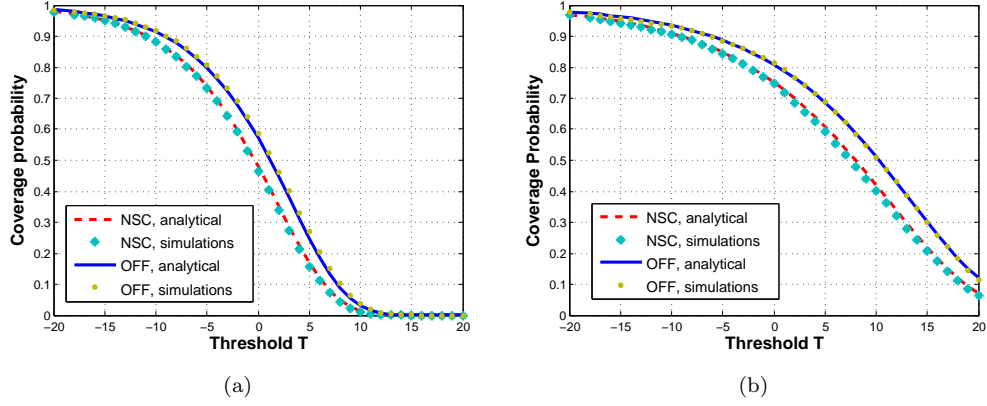 1
0.9
0.8
0.7
0.6
0.5
0.4
0.3
0.2
0.1
0
Coverage probability
NSC, analytical
NSC, simulations
OFF, analytical
OFF, simulations
−20 −15 −10 −5 0 5 10 15 20
Threshold T
(a)
1
0.9
0.8
0.7
0.6
0.5
0.4
0.3
0.2
0.1
0
Coverage Probability
NSC, analytical
NSC, simulations
OFF, analytical
OFF, simulations
−20 −15 −10 −5 0 5 10 15 20
Threshold T
(b)